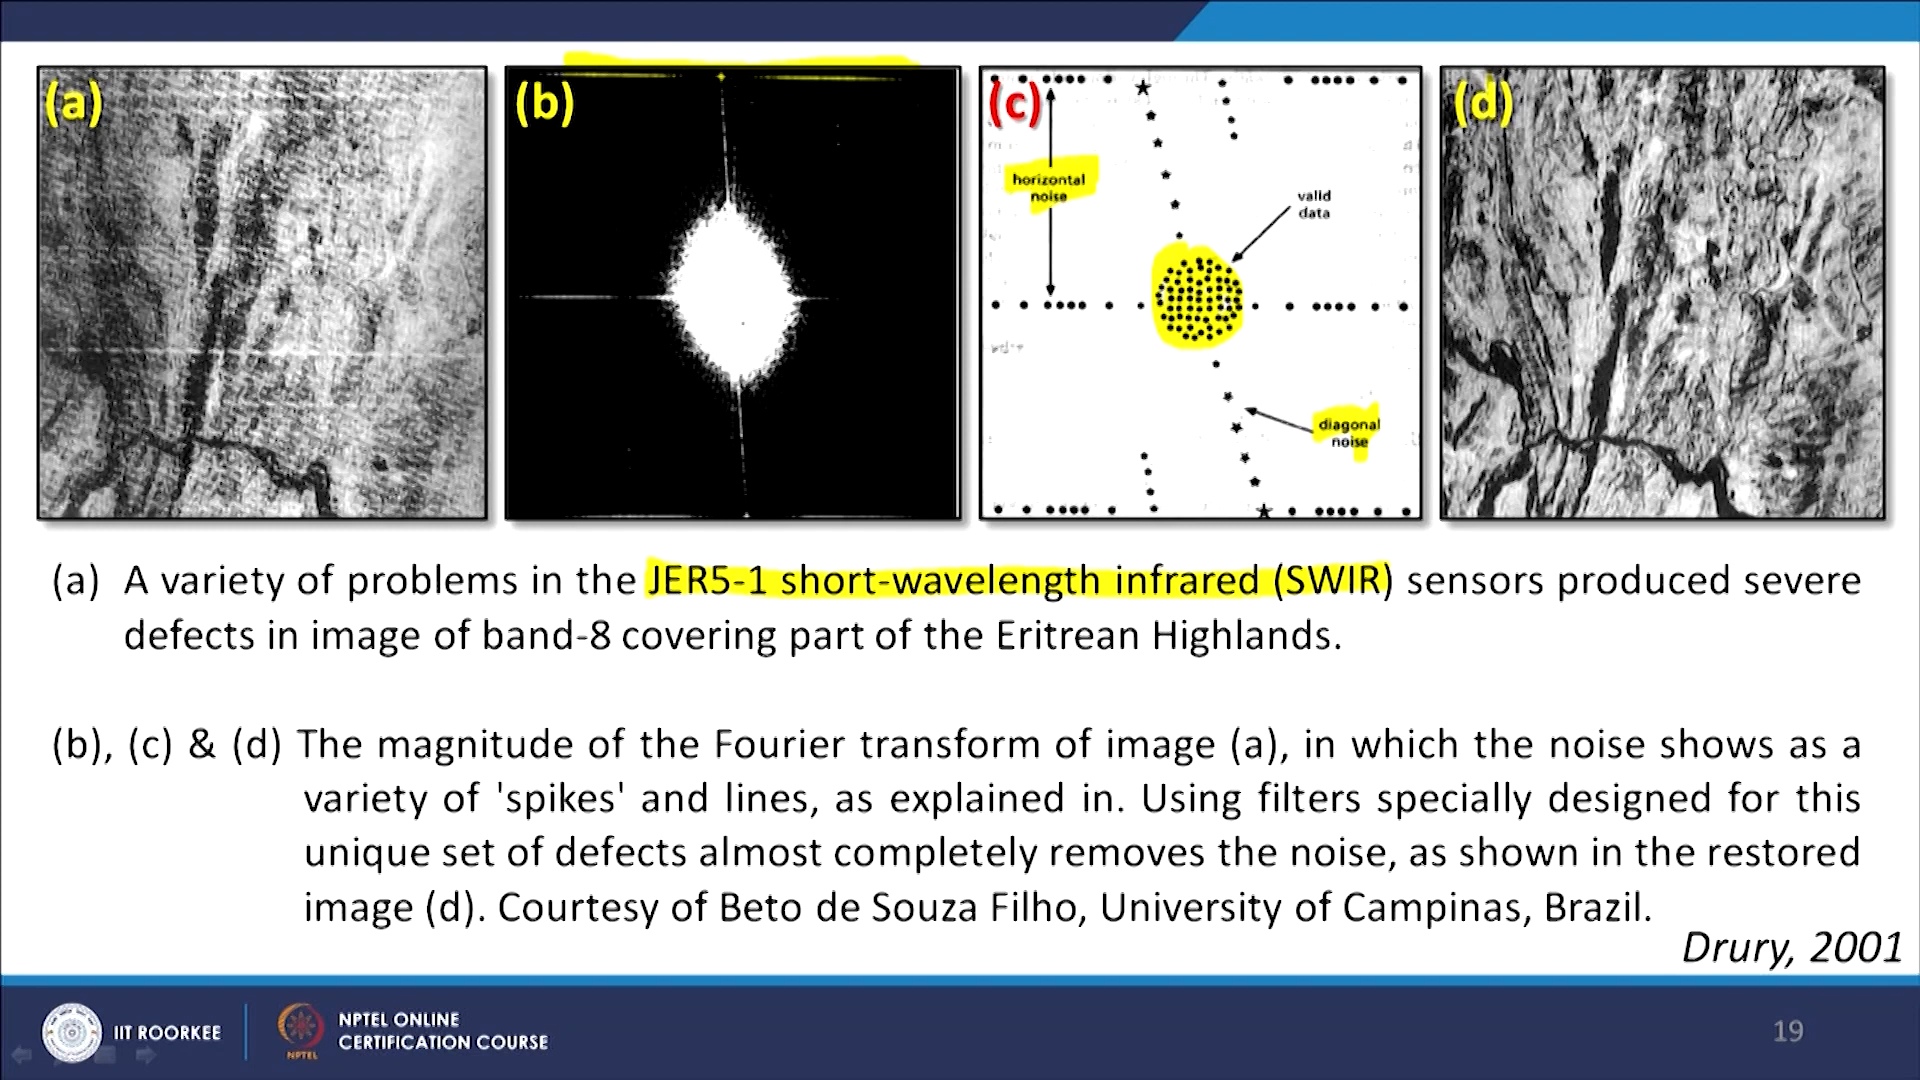 (a)
(b)
(c)
(d)
horizontal
noise
valid
data
diagonal
noise
(a) A variety of problems in the JER5-1 short-wavelength infrared (SWIR) sensors produced severe
defects in image of band-8 covering part of the Eritrean Highlands.
(b), (c) & (d) The magnitude of the Fourier transform of image (a), in which the noise shows as a
variety of 'spikes' and lines, as explained in. Using filters specially designed for this
unique set of defects almost completely removes the noise, as shown in the restored
image (d). Courtesy of Beto de Souza Filho, University of Campinas, Brazil.
Drury, 2001
IIT ROORKEE
NPTEL
NPTEL ONLINE
CERTIFICATION COURSE
19